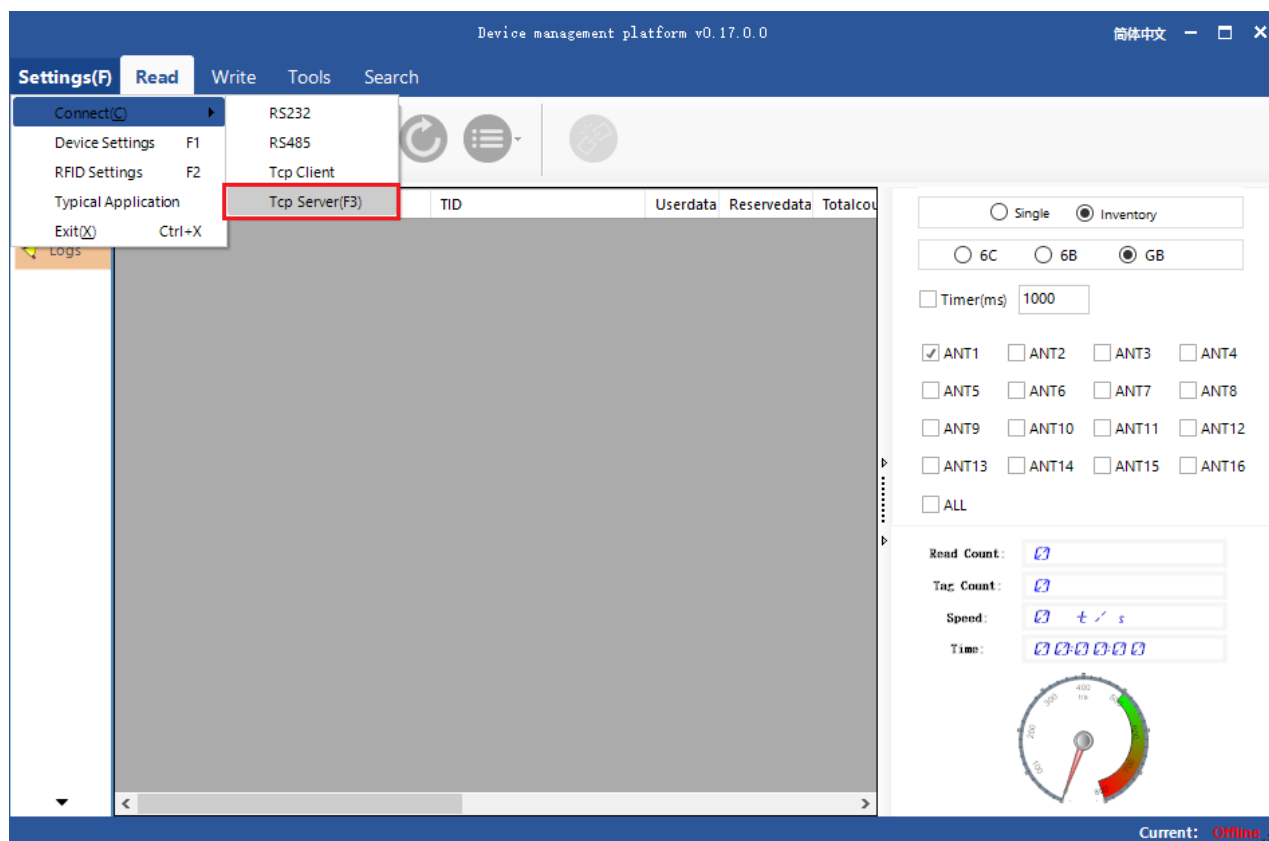 Device management platform v0.17.0.0 简体中文
Settings(F) Read Write Tools Search
Connect(C)
Device Settings F1
RFID Settings F2
Typical Application
Exit(X) Ctrl+X
RS232
RS485
Tcp Client
Tcp Server(F3)
Logs
TID Userdata Reservedata Totalcou
Single Inventory
6C 6B GB
Timer(ms) 1000
ANT1 ANT2 ANT3 ANT4
ANT5 ANT6 ANT7 ANT8
ANT9 ANT10 ANT11 ANT12
ANT13 ANT14 ANT15 ANT16
ALL
Read Count: 0
Tag Count: 0
Speed: 0 t/s
Time: 00:00:00
400
300
200
100
Current: Offline